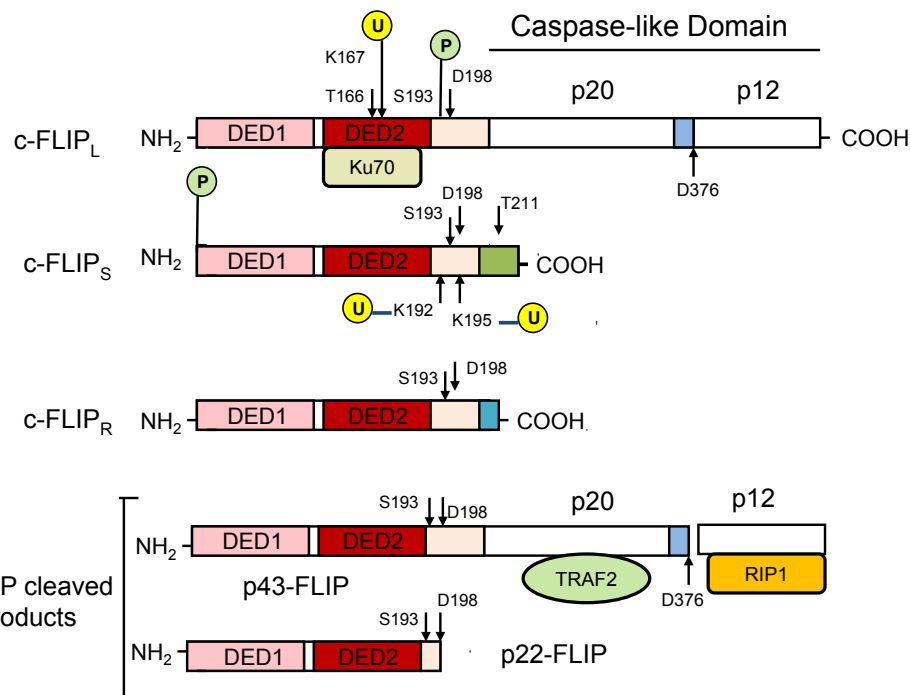 Caspase-like Domain
U
P
K167
D198
T166
S193
p20
p12
c-FLIPL
NH2
DED1
DED2
COOH
Ku70
D376
P
D198
S193
T211
c-FLIPS
NH2
DED1
DED2
COOH
U
K192
K195
U
D198
S193
c-FLIPR
NH2
DED1
DED2
COOH
S193
D198
p20
p12
NH2
DED1
DED2
P cleaved
p43-FLIP
TRAF2
D376
RIP1
oducts
S193
D198
NH2
DED1
DED2
p22-FLIP